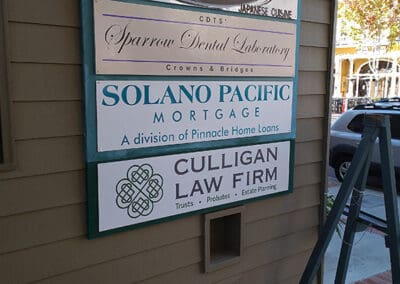 JAPANESE CUISINE
CDTS'
Sparrow Dental Laboratory
Crowns & Bridges
SOLANO PACIFIC
MORTGAGE
A division of Pinnacle Home Loans
CULLIGAN
LAW FIRM
Trusts • Probates • Estate Planning